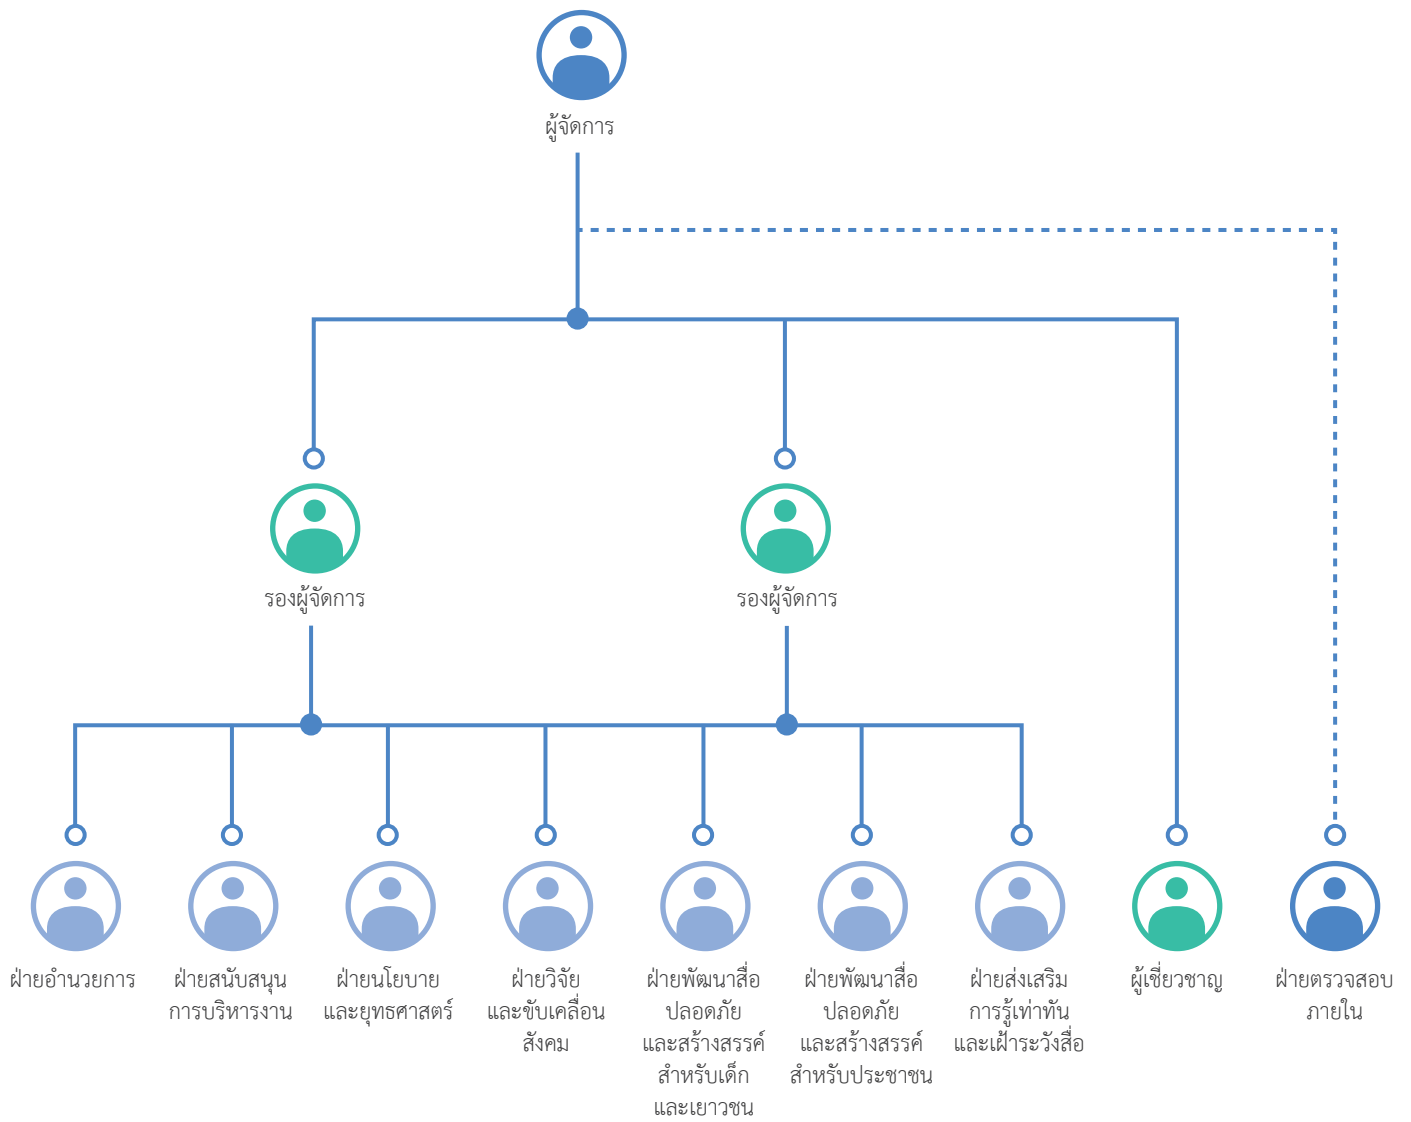 ผู้จัดการ
รองผู้จัดการ
รองผู้จัดการ
ฝ่ายอำนวยการ
ฝ่ายสนับสนุน
การบริหารงาน
ฝ่ายนโยบาย
และยุทธศาสตร์
ฝ่ายวิจัย
และขับเคลื่อน
สังคม
ฝ่ายพัฒนาสื่อ
ปลอดภัย
และสร้างสรรค์
สำหรับเด็ก
และเยาวชน
ฝ่ายพัฒนาสื่อ
ปลอดภัย
และสร้างสรรค์
สำหรับประชาชน
ฝ่ายส่งเสริม
การรู้เท่าทัน
และเฝ้าระวังสื่อ
ผู้เชี่ยวชาญ
ฝ่ายตรวจสอบ
ภายใน